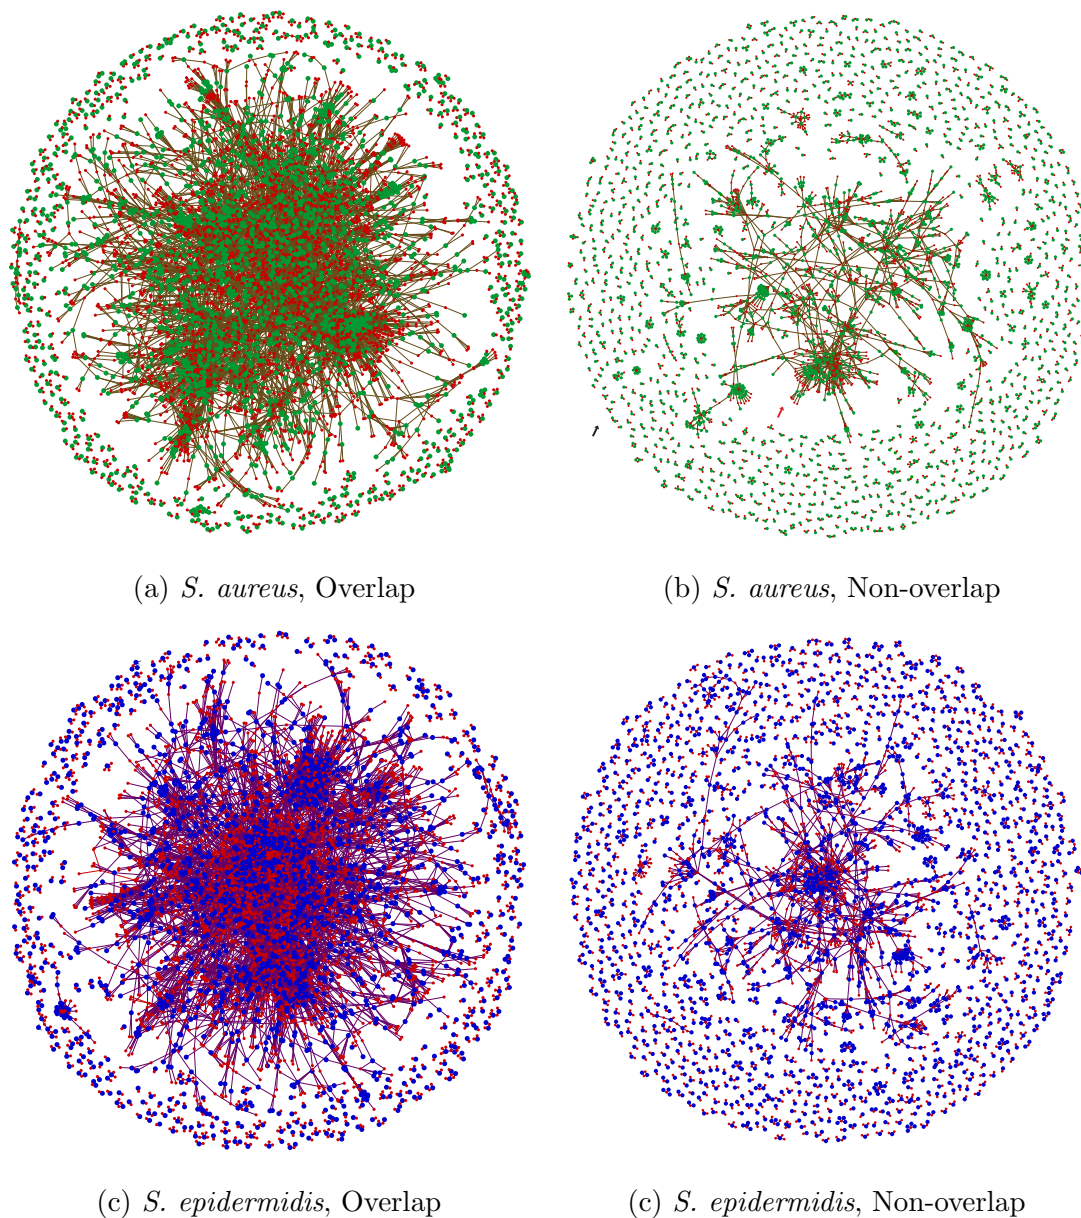 (a) S. aureus, Overlap
(b) S. aureus, Non-overlap
(c) S. epidermidis, Overlap
(c) S. epidermidis, Non-overlap